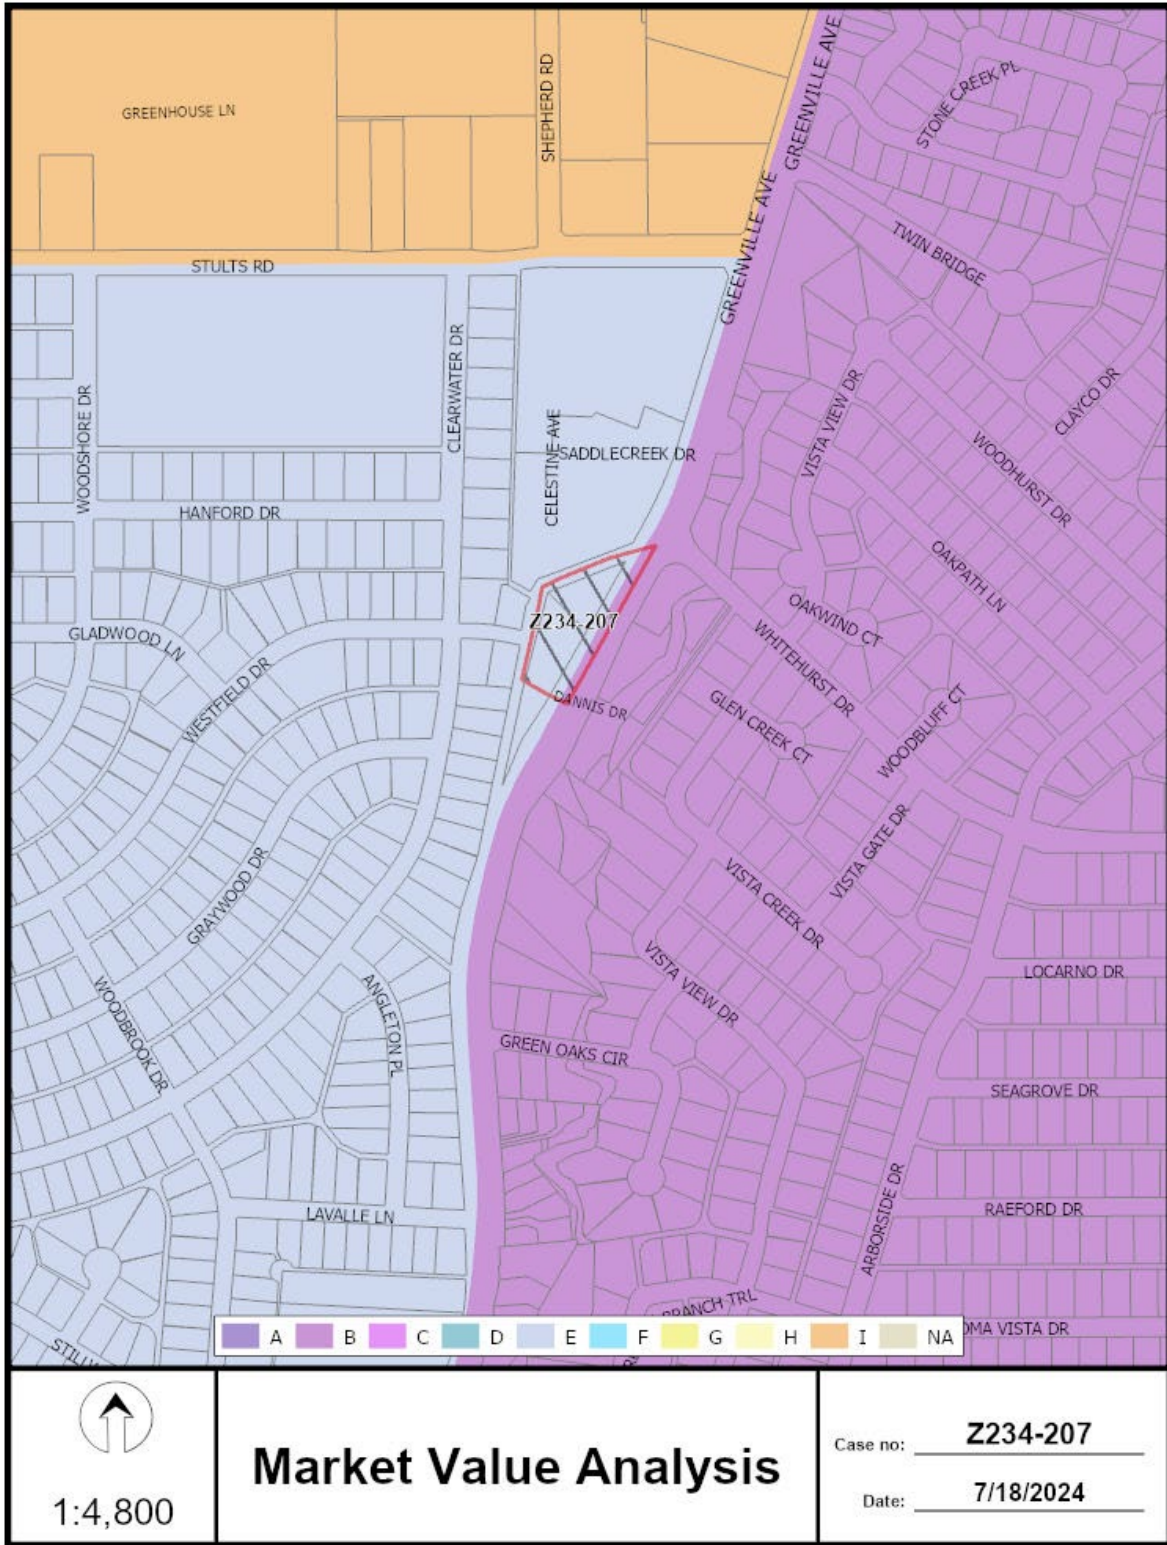 GREENHOUSE LN
SHEPHERD RD
GREENVILLE AVE
STONE CREEK PL
GREENVILLE AVE
TWIN BRIDGE
STULTS RD
GREENVILLE AVE
CLEARWATER DR
WOODSHORE DR
CELESTINE AVE
SADDLECREEK DR
VISTA VIEW DR
CLAYCO DR
WOODHURST DR
HANFORD DR
OAKPATH LN
Z234-207
OAKWIND CT
GLADWOOD LN
WESTFIELD DR
WHITEHURST DR
DANNIS DR
GLEN CREEK CT
WOODBLUFF CT
VISTA GATE DR
GRAYWOOD DR
VISTA CREEK DR
VISTA VIEW DR
LOCARNO DR
WOODBROOK DR
ANGLETON PL
GREEN OAKS CIR
SEAGROVE DR
LAVALLE LN
ARBORSIDE DR
RAEFORD DR
BRANCH TRL
OMA VISTA DR
A B C D E F G H I NA
1:4,800
Market Value Analysis
Case no: Z234-207
Date: 7/18/2024